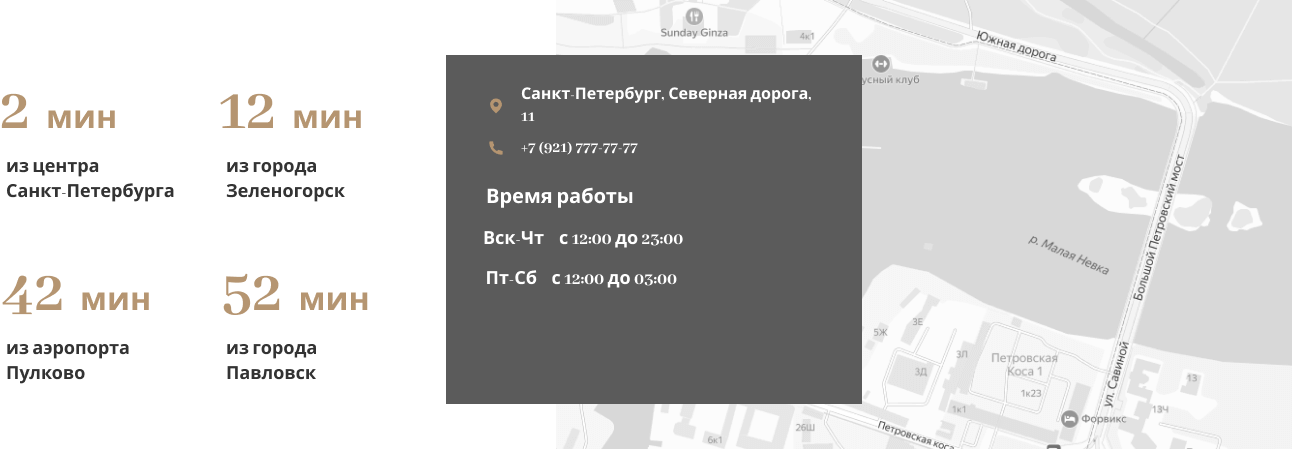 2 мин
из центра
Санкт-Петербурга
12 мин
из города
Зеленогорск
42 мин
из аэропорта
Пулково
52 мин
из города
Павловск
Санкт-Петербург, Северная дорога,
11
+7 (921) 777-77-77
Время работы
Вск-Чт с 12:00 до 23:00
Пт-Сб с 12:00 до 03:00
Sunday Ginza
4к1
Южная дорога
усный клуб
Большой Петровский мост
р. Малая Невка
3Е
5Ж
3Л
3Д
Петровская
Коса 1
1к23
1к1
ул. Савиной
13
13Ч
Форвикс
26Ш
6к1
Петровская коса